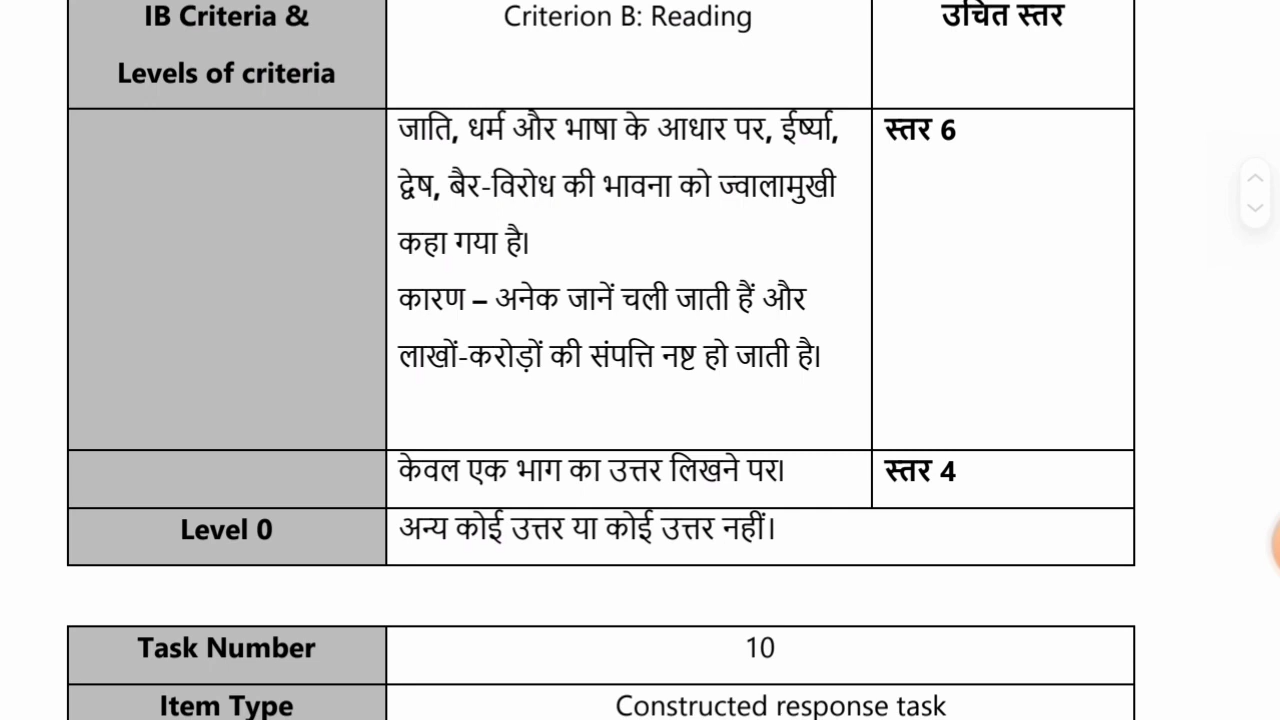 IB Criteria &
Levels of criteria
Criterion B: Reading
उचित स्तर
जाति, धर्म और भाषा के आधार पर, ईर्ष्या,
द्वेष, बैर-विरोध की भावना को ज्वालामुखी
कहा गया है।
कारण – अनेक जानें चली जाती हैं और
लाखों-करोड़ों की संपत्ति नष्ट हो जाती है।
स्तर 6
केवल एक भाग का उत्तर लिखने पर।
स्तर 4
Level 0
अन्य कोई उत्तर या कोई उत्तर नहीं।
Task Number
10
Item Type
Constructed response task